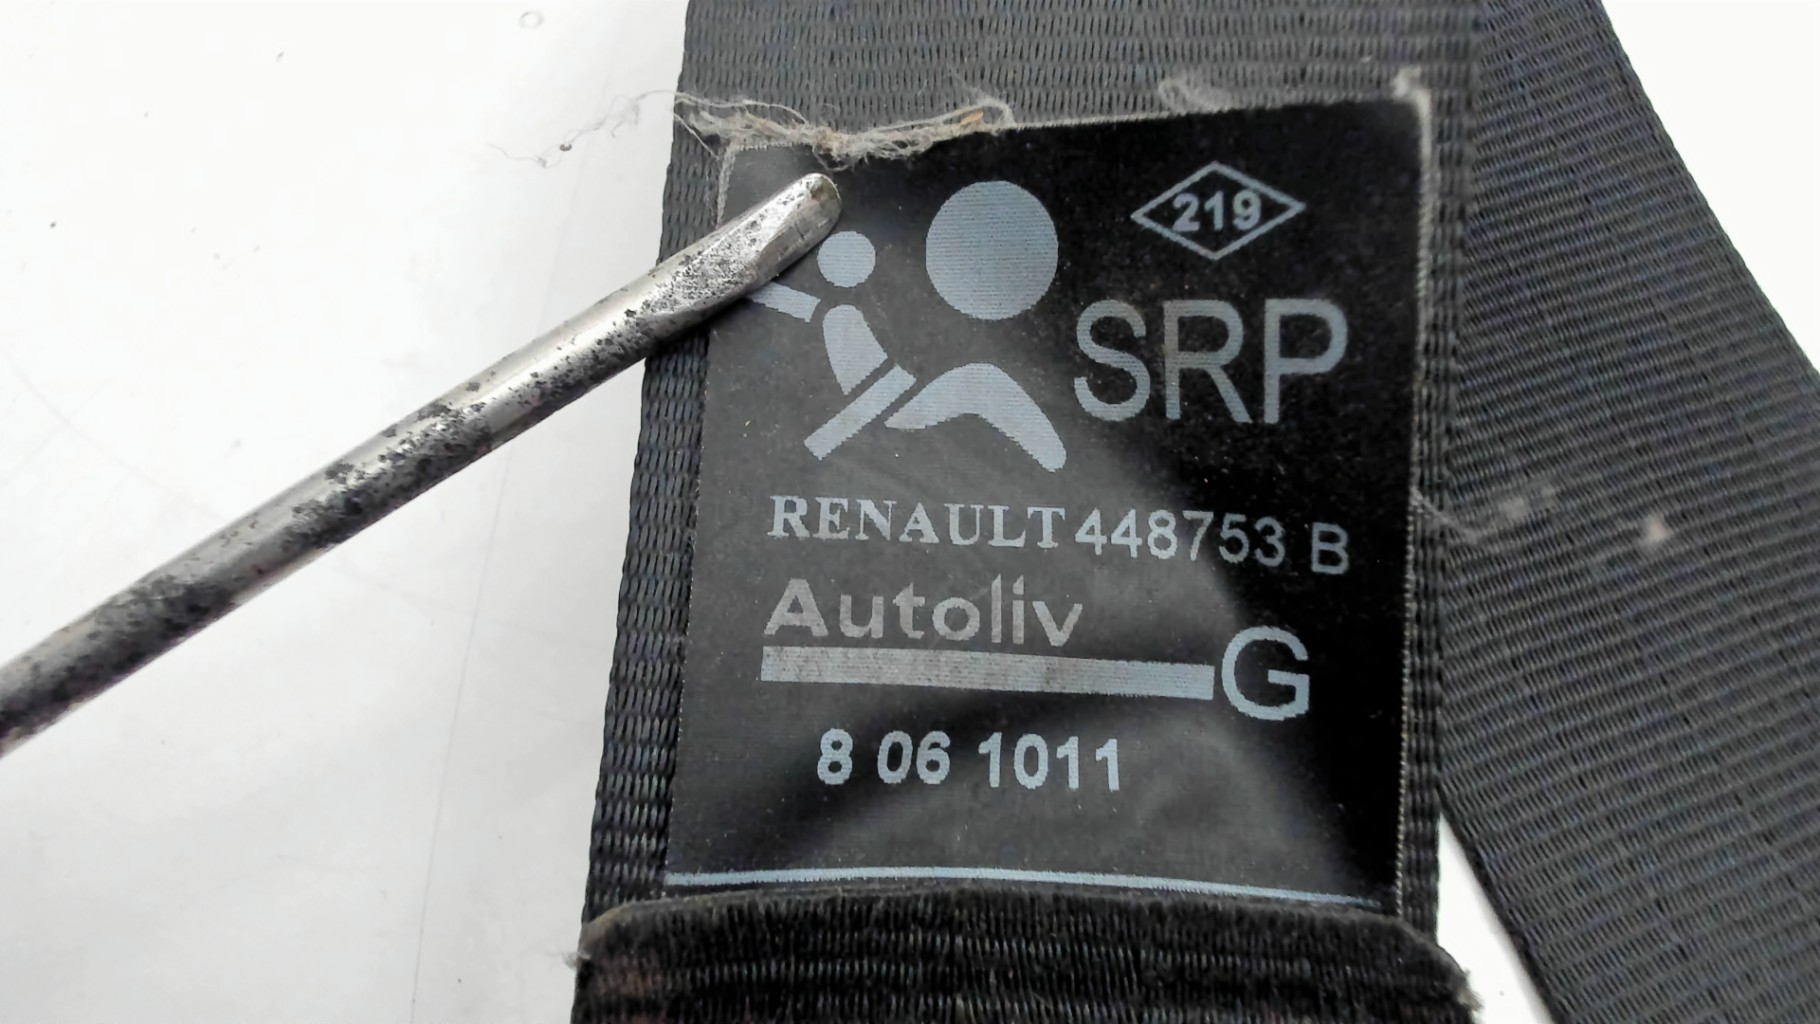 219
SRP
RENAULT 448753 B
Autoliv
G
8 06 1011